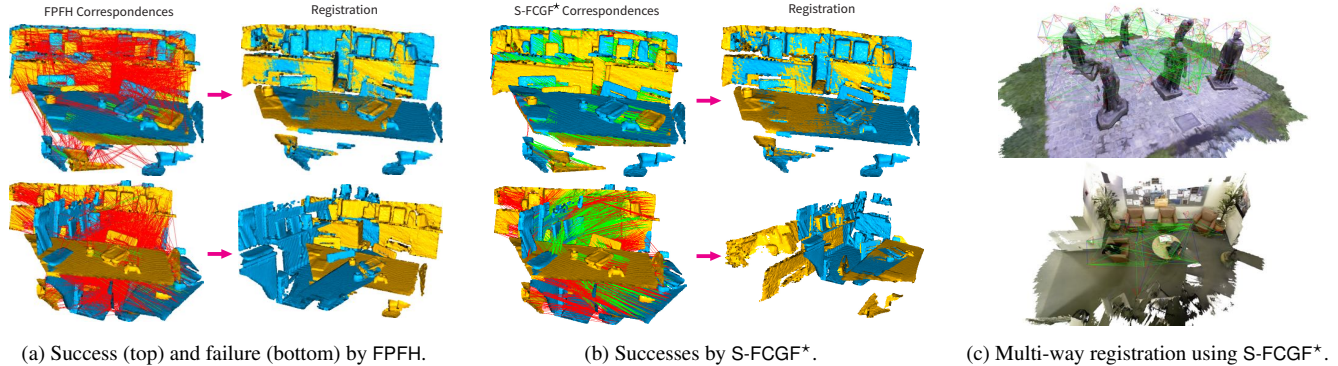 FPFH Correspondences
Registration
S-FCGF★ Correspondences
Registration
(a) Success (top) and failure (bottom) by FPFH.
(b) Successes by S-FCGF★.
(c) Multi-way registration using S-FCGF★.